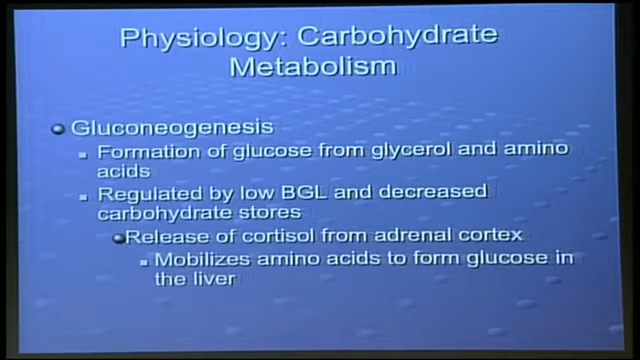 Physiology: Carbohydrate
Metabolism
Gluconeogenesis
Formation of glucose from glycerol and amino
acids
Regulated by low BGL and decreased
carbohydrate stores
Release of cortisol from adrenal cortex
Mobilizes amino acids to form glucose in
the liver